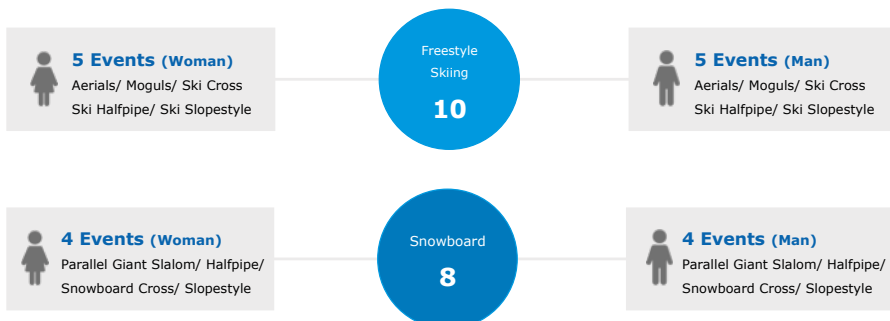 5 Events (Woman)
Aerials/ Moguls/ Ski Cross
Ski Halfpipe/ Ski Slopestyle
Freestyle
Skiing
10
5 Events (Man)
Aerials/ Moguls/ Ski Cross
Ski Halfpipe/ Ski Slopestyle
4 Events (Woman)
Parallel Giant Slalom/ Halfpipe/
Snowboard Cross/ Slopestyle
Snowboard
8
4 Events (Man)
Parallel Giant Slalom/ Halfpipe/
Snowboard Cross/ Slopestyle